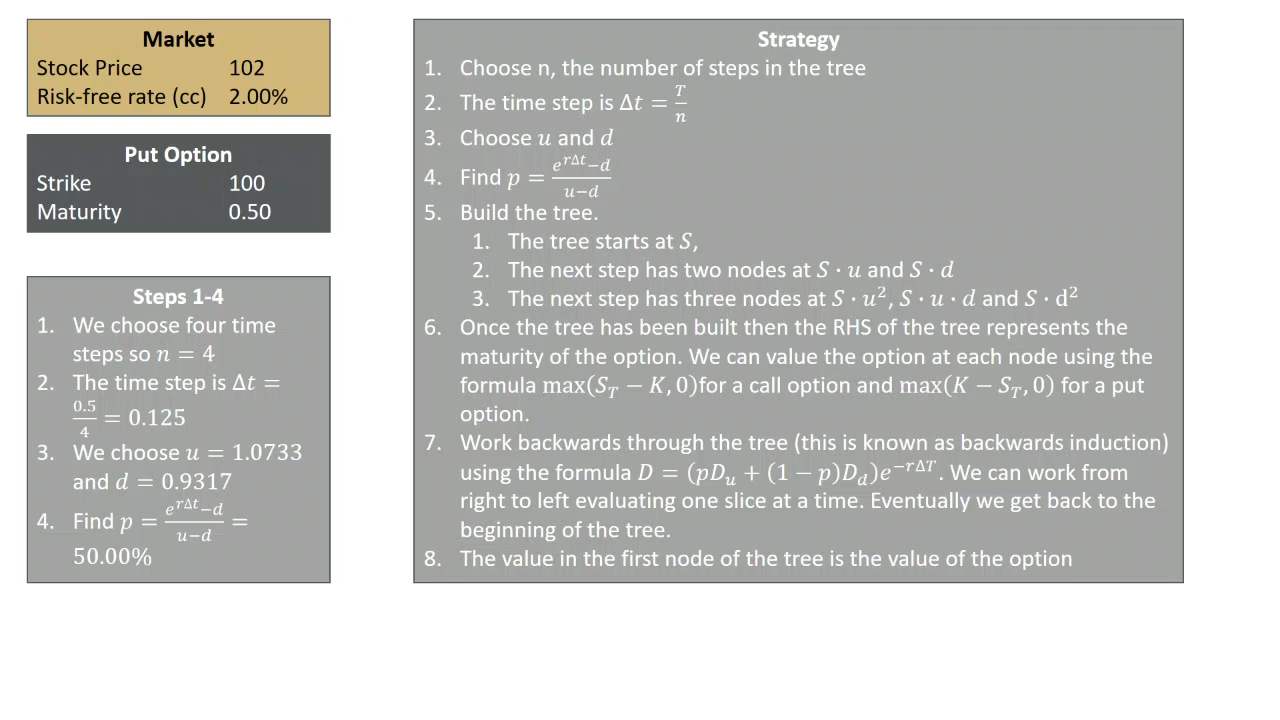 Market
Stock Price 102
Risk-free rate (cc) 2.00%
Put Option
Strike 100
Maturity 0.50
Steps 1-4
1. We choose four time
steps so n = 4
2. The time step is Δt =
0.5/4 = 0.125
3. We choose u = 1.0733
and d = 0.9317
4. Find p = (e^{rΔt}−d)/(u−d) =
50.00%
Strategy
1. Choose n, the number of steps in the tree
2. The time step is Δt = T/n
3. Choose u and d
4. Find p = (e^{rΔt}−d)/(u−d)
5. Build the tree.
1. The tree starts at S,
2. The next step has two nodes at S · u and S · d
3. The next step has three nodes at S · u², S · u · d and S · d²
6. Once the tree has been built then the RHS of the tree represents the
maturity of the option. We can value the option at each node using the
formula max(S_T − K, 0)for a call option and max(K − S_T, 0) for a put
option.
7. Work backwards through the tree (this is known as backwards induction)
using the formula D = (pD_u + (1 − p)D_d)e^{−rΔT}. We can work from
right to left evaluating one slice at a time. Eventually we get back to the
beginning of the tree.
8. The value in the first node of the tree is the value of the option